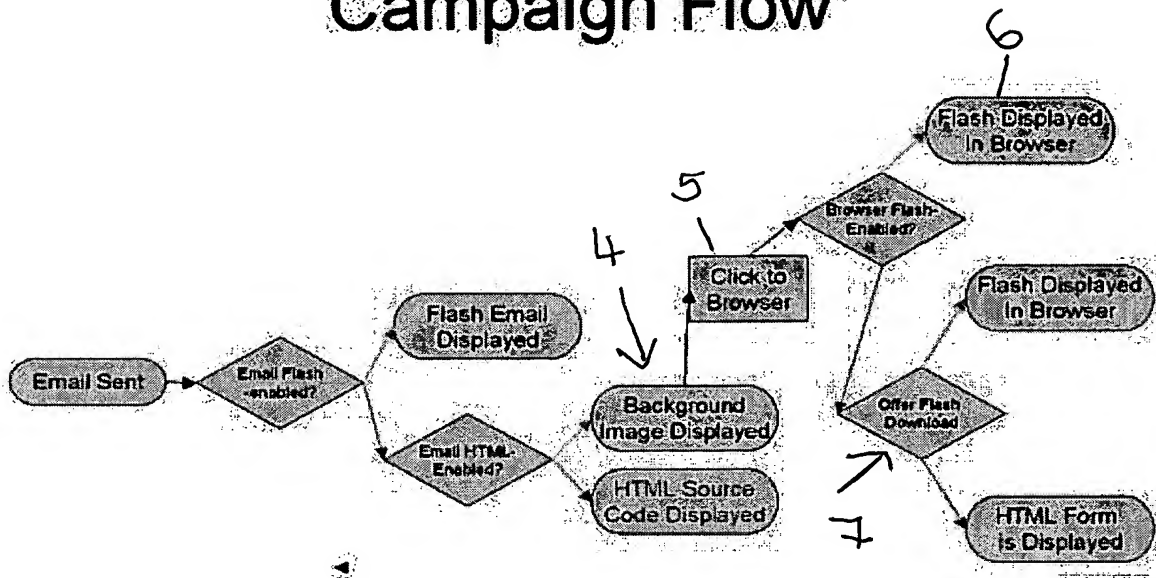 Campaign Flow
6
Flash Displayed
In Browser
5
Browser Flash-
Enabled?
4
Click to
Browser
Flash Displayed
In Browser
Flash Email
Displayed
Email Sent
Email Flash
-enabled?
Background
Image Displayed
Offer Flash
Download
Email HTML-
Enabled?
HTML Source
Code Displayed
7
HTML Form
is Displayed